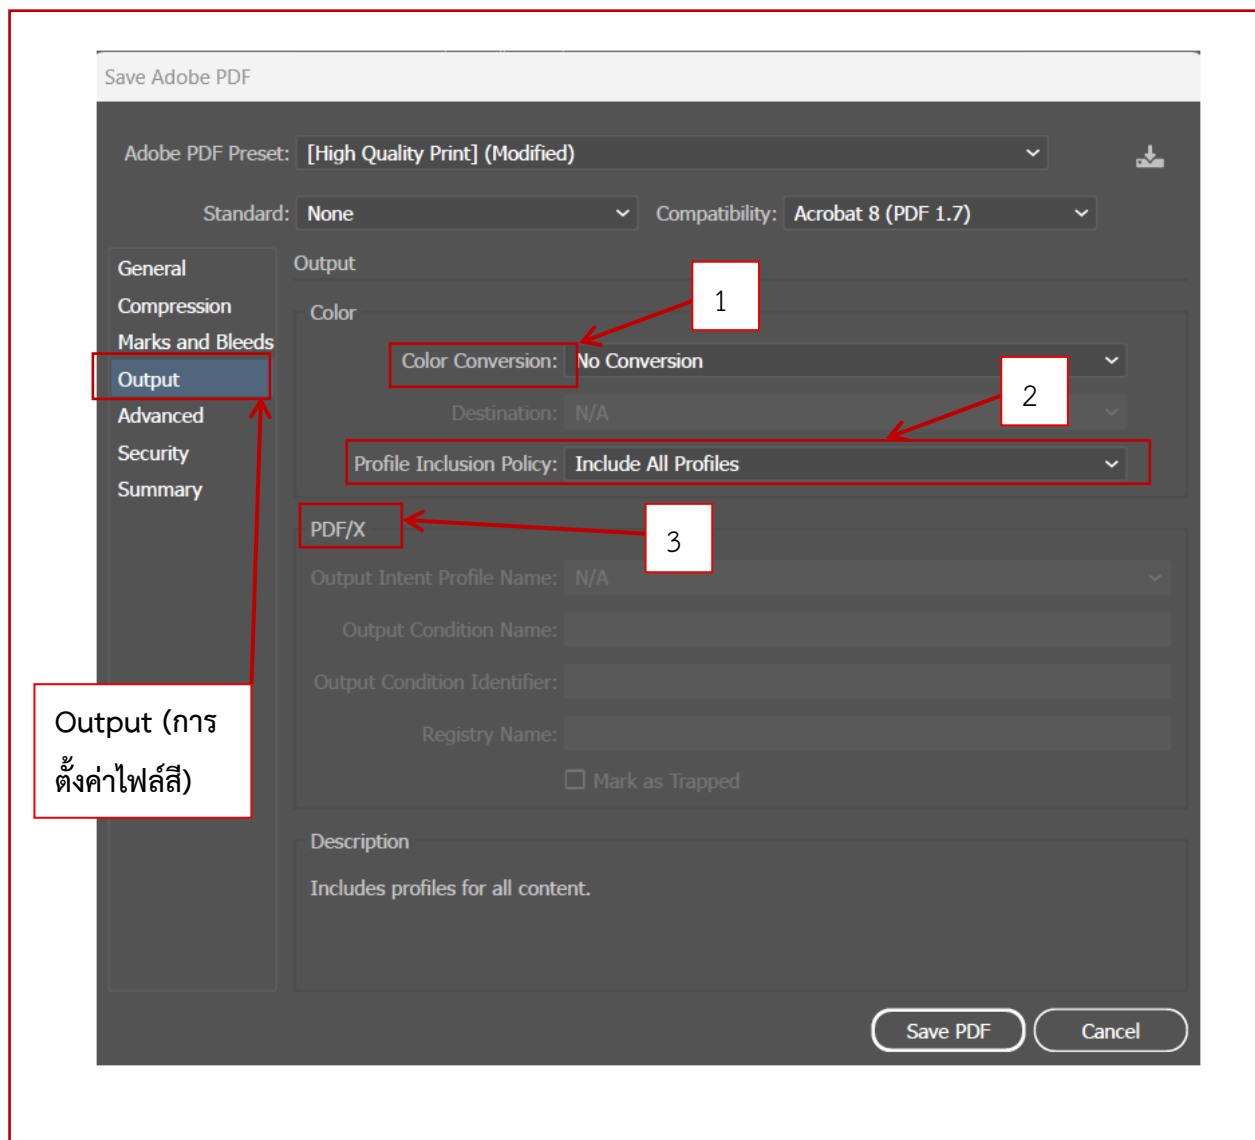 Save Adobe PDF
Adobe PDF Preset: [High Quality Print] (Modified)
Standard: None Compatibility: Acrobat 8 (PDF 1.7)
General
Compression
Marks and Bleeds
Output
Advanced
Security
Summary
Output
1
Color
Color Conversion: No Conversion
2
Destination: N/A
Profile Inclusion Policy: Include All Profiles
PDF/X
3
Output Intent Profile Name: N/A
Output Condition Name:
Output Condition Identifier:
Registry Name:
Mark as Trapped
Output (การ
ตั้งค่าไฟล์สี)
Description
Includes profiles for all content.
Save PDF Cancel